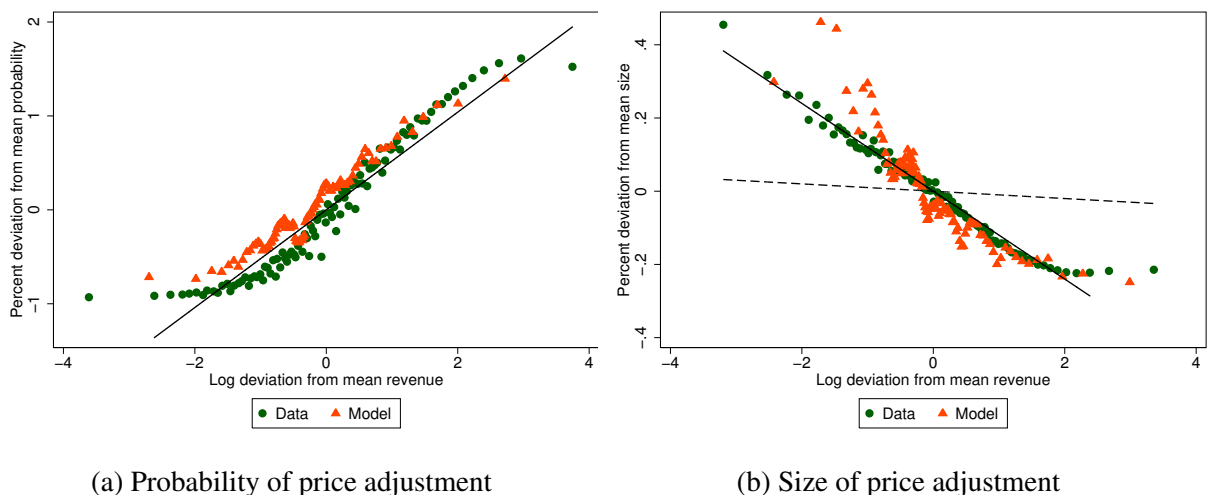 Percent deviation from mean probability
2
1
0
−1
−4
−2
0
2
4
Log deviation from mean revenue
Data
Model
(a) Probability of price adjustment
Percent deviation from mean size
.4
.2
0
−.2
−.4
−4
−2
0
2
4
Log deviation from mean revenue
Data
Model
(b) Size of price adjustment